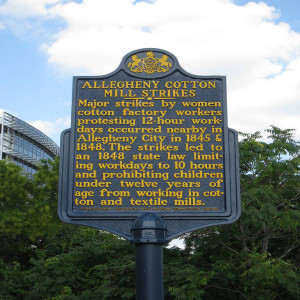 ALLEGHENY COTTON
MILL STRIKES
Major strikes by women
cotton factory workers
protesting 12-hour work-
days occurred nearby in
Allegheny City in 1845 &
1848. The strikes led to
an 1848 state law limit-
ing workdays to 10 hours
and prohibiting children
under twelve years of
age from working in cot-
ton and textile mills.